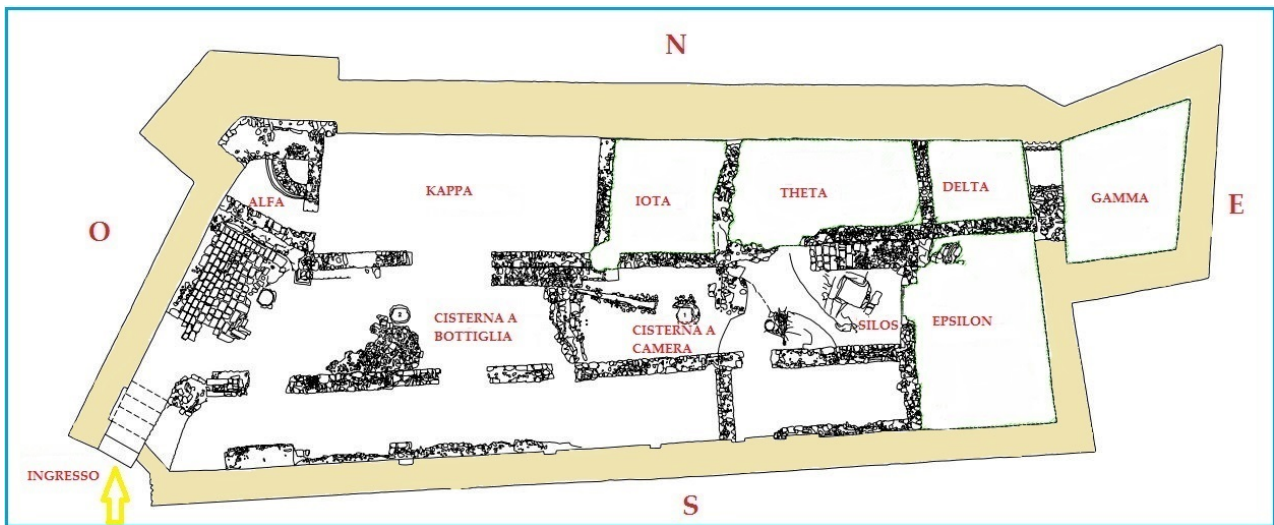 N
KAPPA
IOTA
THETA
DELTA
GAMMA
ALFA
O
E
CISTERNA A
BOTTIGLIA
CISTERNA A
CAMERA
SILOS
EPSILON
INGRESSO
S